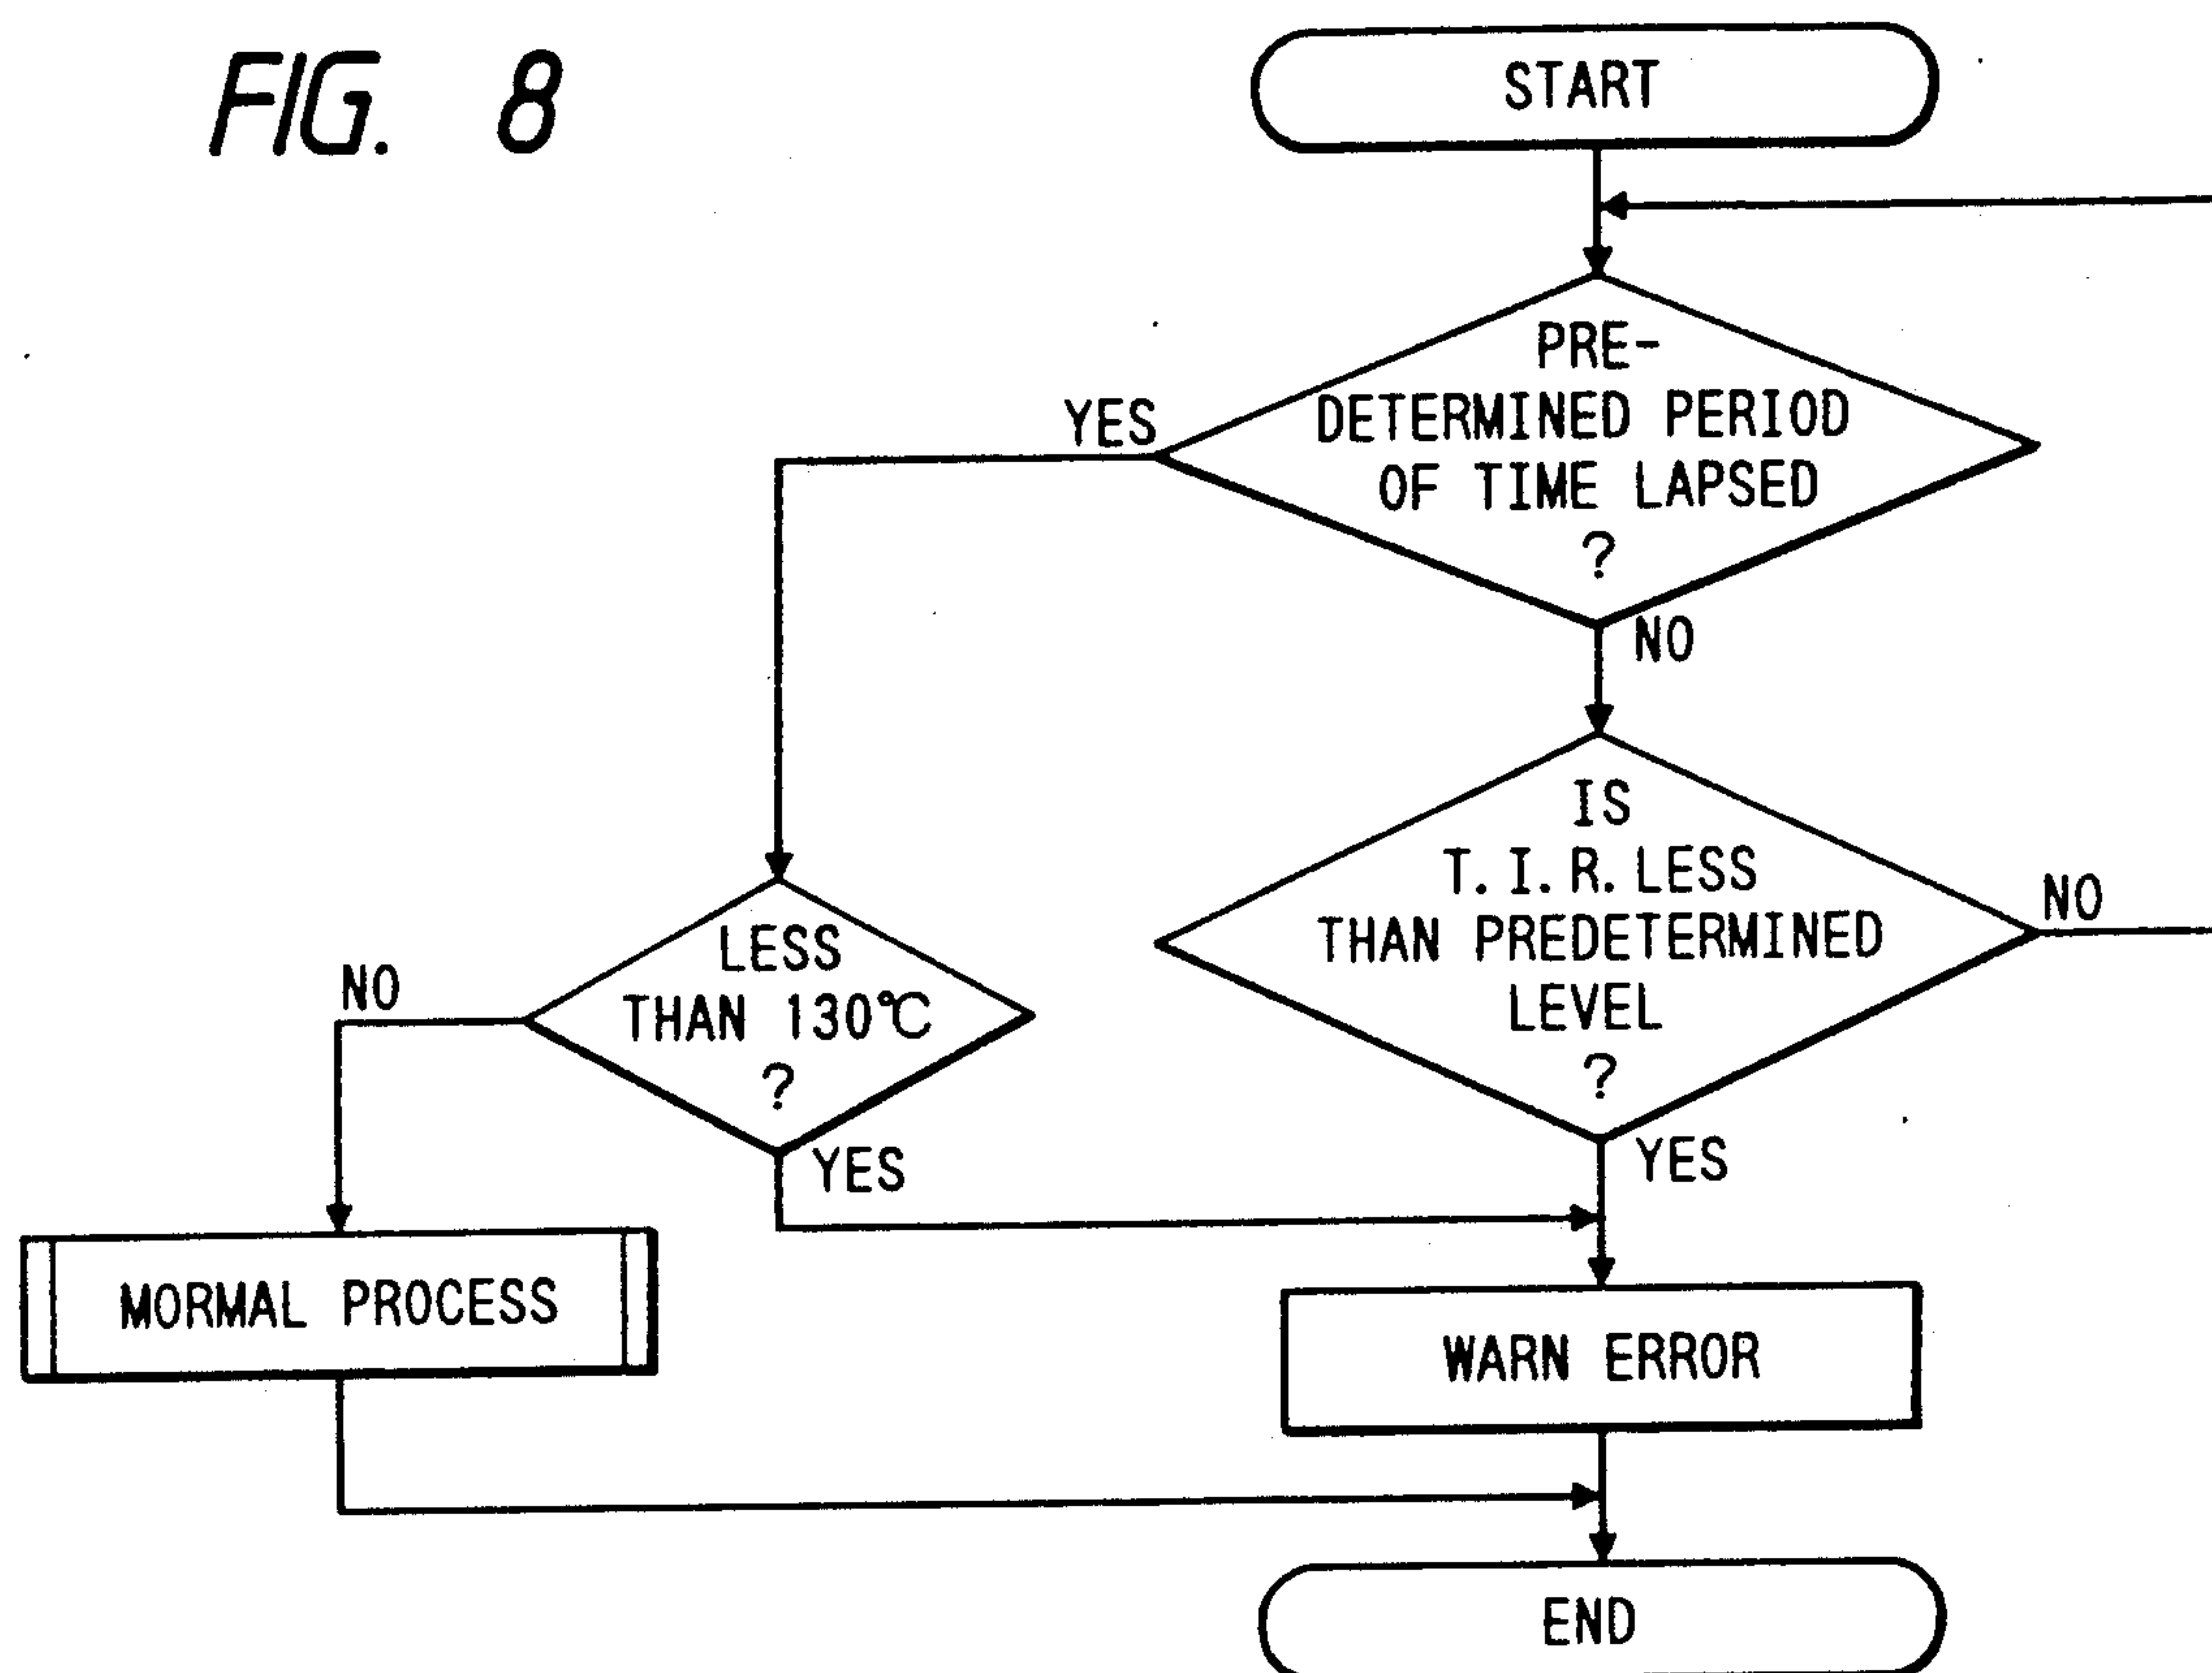 FIG. 8
START
PRE-
DETERMINED PERIOD
OF TIME LAPSED
?
YES
NO
IS
T. I. R. LESS
THAN PREDETERMINED
LEVEL
?
NO
YES
LESS
THAN 130℃
?
NO
YES
MORMAL PROCESS
WARN ERROR
END